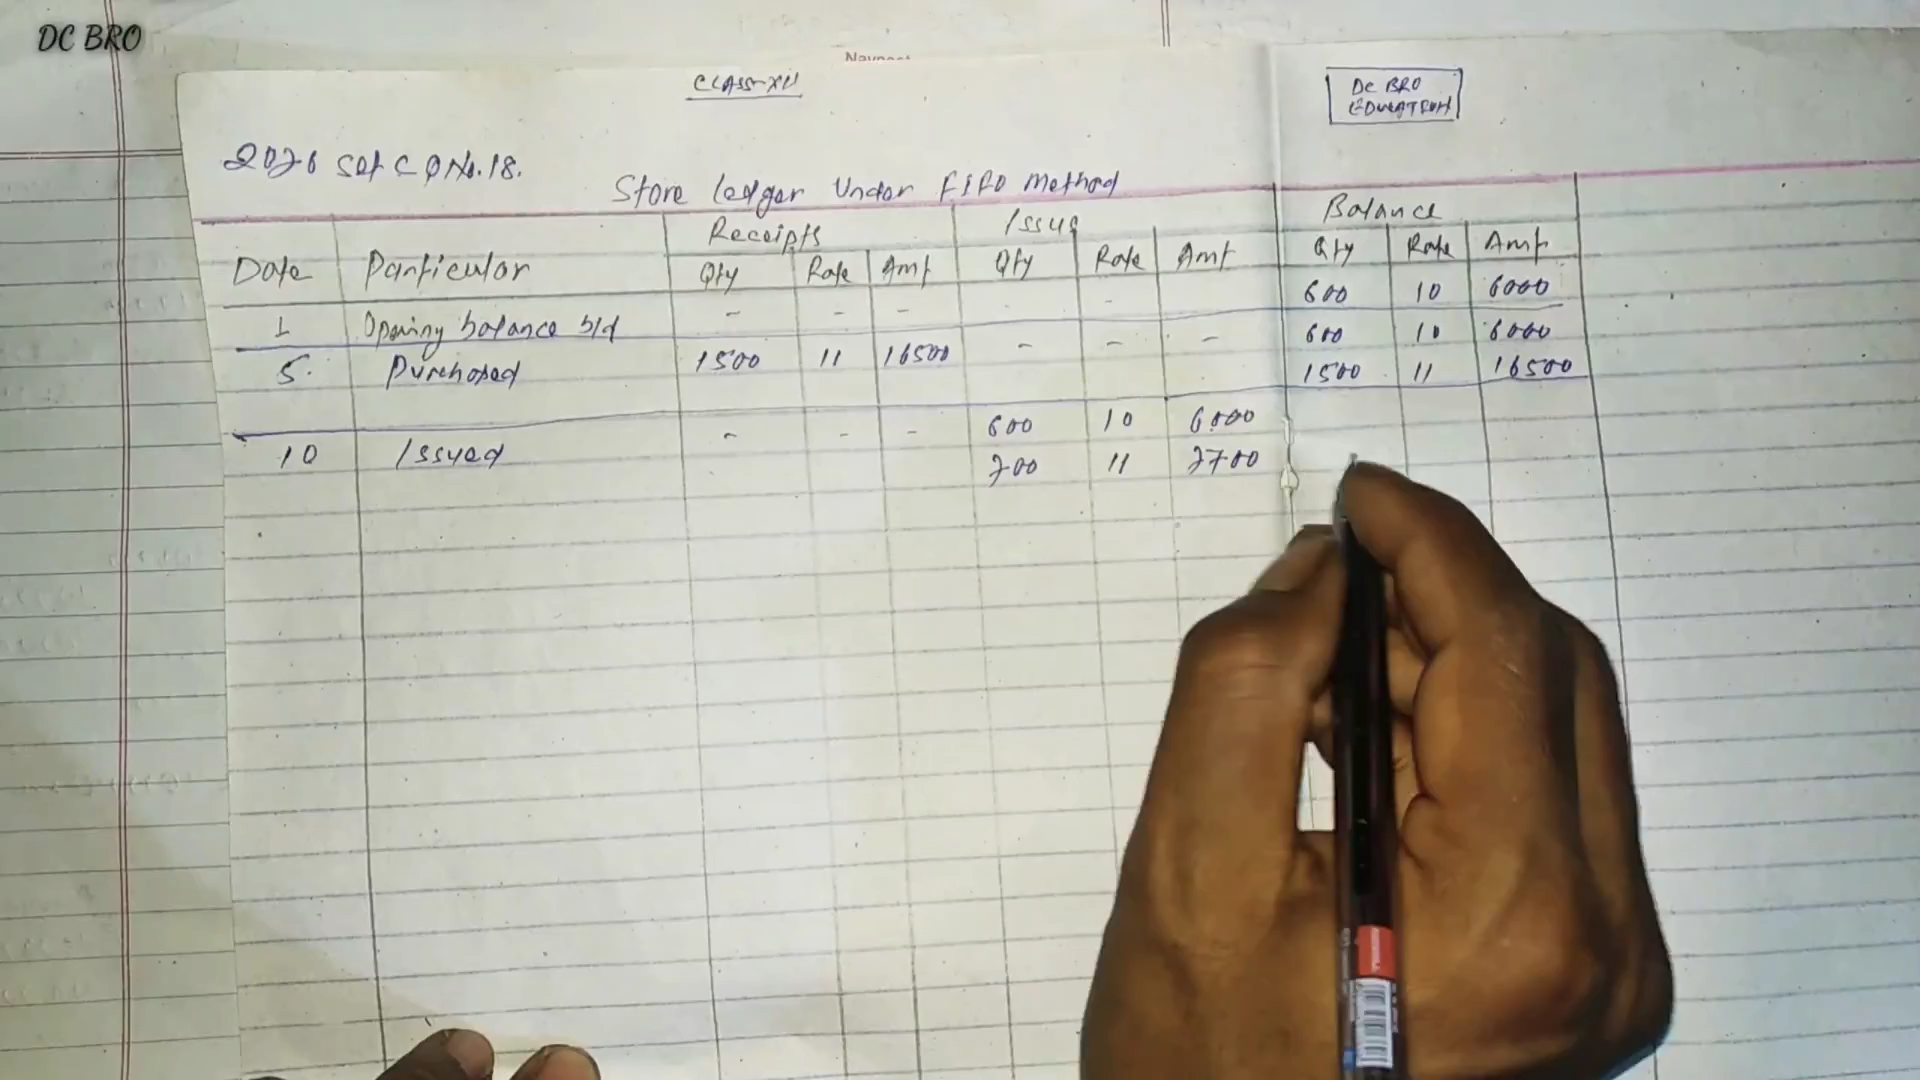 DC BRO
Navneet
CLASS-XII
DC BRO
EDUCATION
2076 Set C Q No. 18.
Store Ledger Under FIFO Method
Date Particular Receipts Issue Balance
Qty Rate Amt Qty Rate Amt Qty Rate Amt
1 Opening balance b/d - - - - 600 10 6000
5. Purchased 1500 11 16500 - - - 600 10 6000
1500 11 16500
10 Issued - - - 600 10 6000
700 11 7700